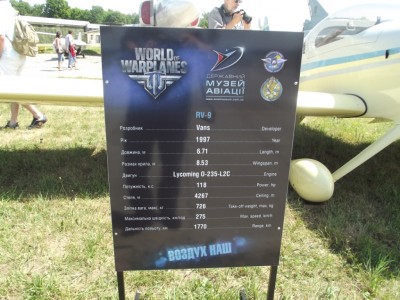 WORLD OF WARPLANES
ДЕРЖАВНИЙ
МУЗЕЙ
АВІАЦІЇ
RV-9
Розробник Vans Developer
Рік 1997 Year
Довжина, м 6.71 Length, m
Розмах крила, м 8.53 Wingspan, m
Двигун Lycoming O-235-L2C Engine
Потужність, к.с 118 Power, hp
Стеля, м 4267 Ceiling, m
Злітна вага, макс, кг 726 Take off weight, max, kg
Максимальна швидкість, км/год 275 Max. speed, km/h
Дальність польоту, км 1770 Range, km
ВОЗДУХ НАШ